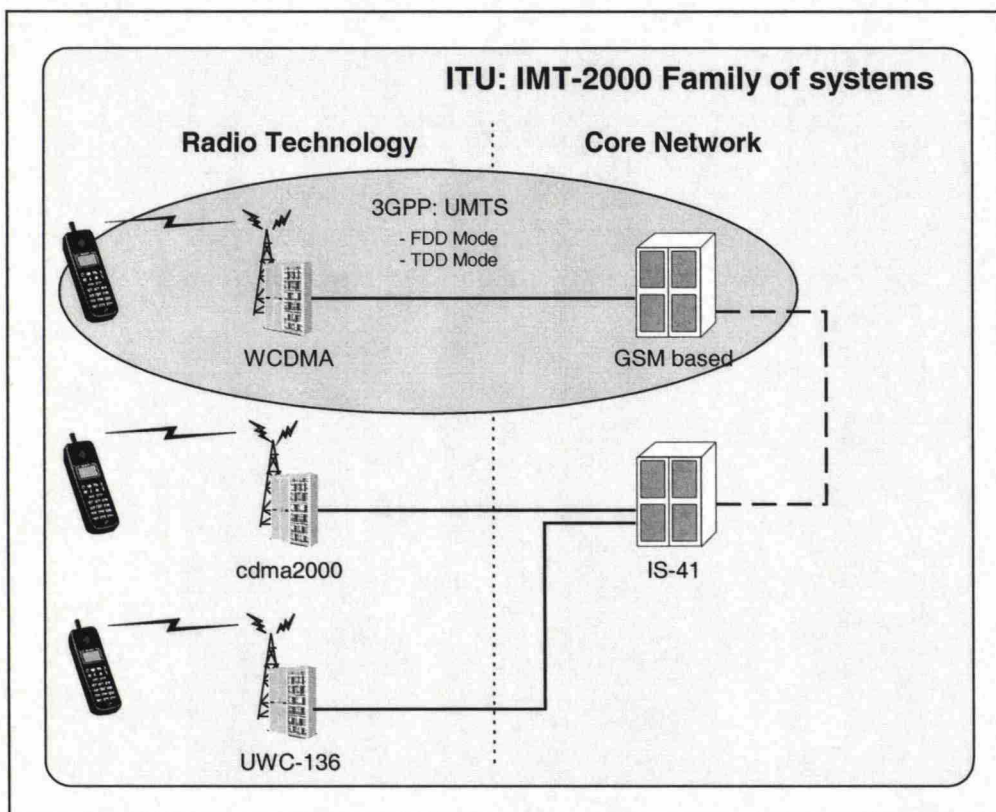 ITU: IMT-2000 Family of systems
Radio Technology
Core Network
3GPP: UMTS
- FDD Mode
- TDD Mode
WCDMA
GSM based
cdma2000
IS-41
UWC-136